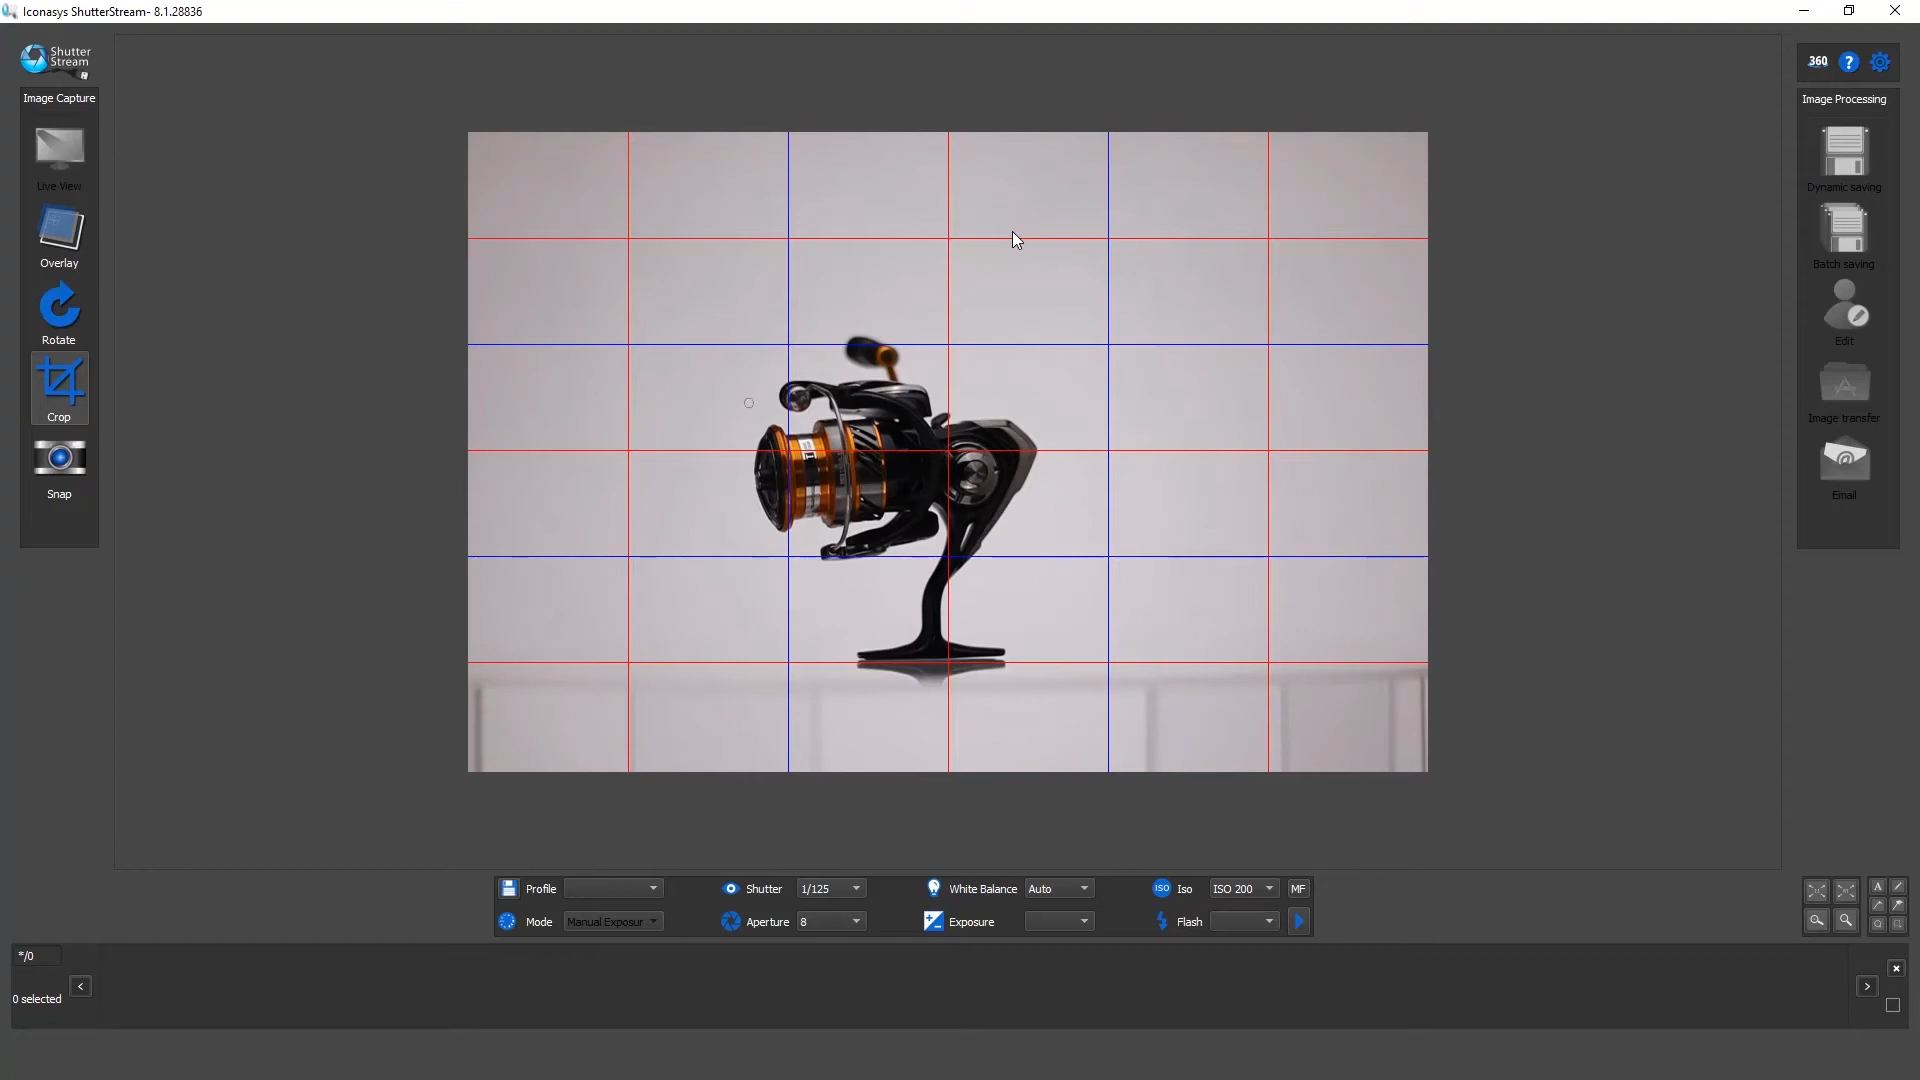 Iconasys ShutterStream- 8.1.28836
Shutter
Stream
Image Capture
Live View
Overlay
Rotate
Crop
Snap
360
?
Image Processing
Dynamic saving
Batch saving
Edit
Image transfer
Email
Profile
Shutter
1/125
White Balance
Auto
ISO
Iso
ISO 200
MF
Mode
Manual Exposur
Aperture
8
Exposure
Flash
A
*/0
0 selected
<
>